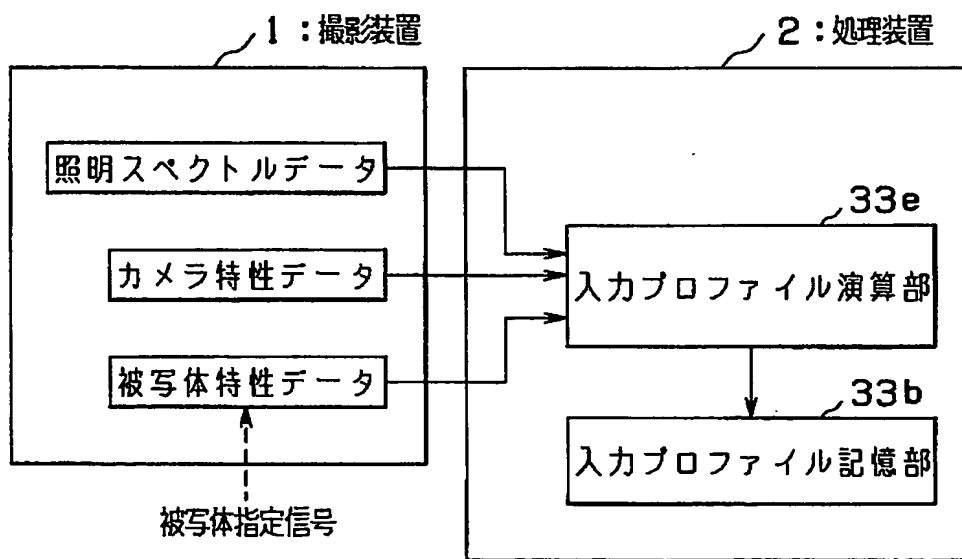 1：撮影装置
2：処理装置
照明スペクトルデータ
カメラ特性データ
被写体特性データ
被写体指定信号
33e
入力プロファイル演算部
33b
入力プロファイル記憶部